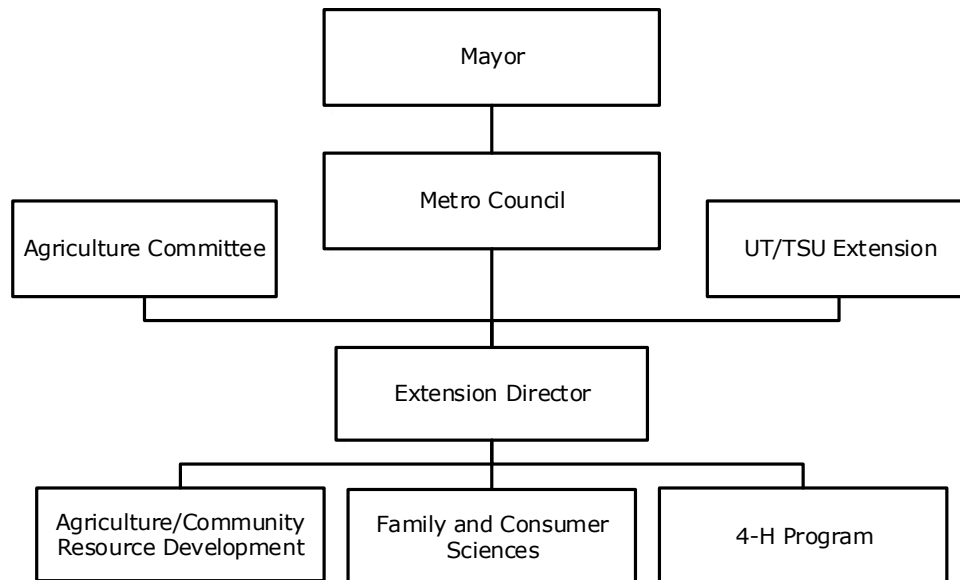 Mayor
Metro Council
Agriculture Committee
UT/TSU Extension
Extension Director
Agriculture/Community
Resource Development
Family and Consumer
Sciences
4-H Program